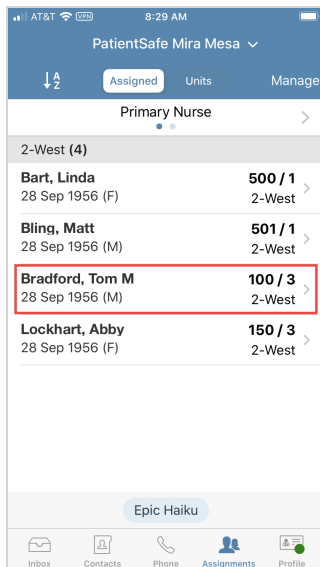 AT&T VPN 8:29 AM
PatientSafe Mira Mesa
A
Z
Assigned Units Manage
Primary Nurse
2-West (4)
Bart, Linda 500 / 1
28 Sep 1956 (F) 2-West
Bling, Matt 501 / 1
28 Sep 1956 (M) 2-West
Bradford, Tom M 100 / 3
28 Sep 1956 (M) 2-West
Lockhart, Abby 150 / 3
28 Sep 1956 (F) 2-West
Epic Haiku
Inbox Contacts Phone Assignments Profile